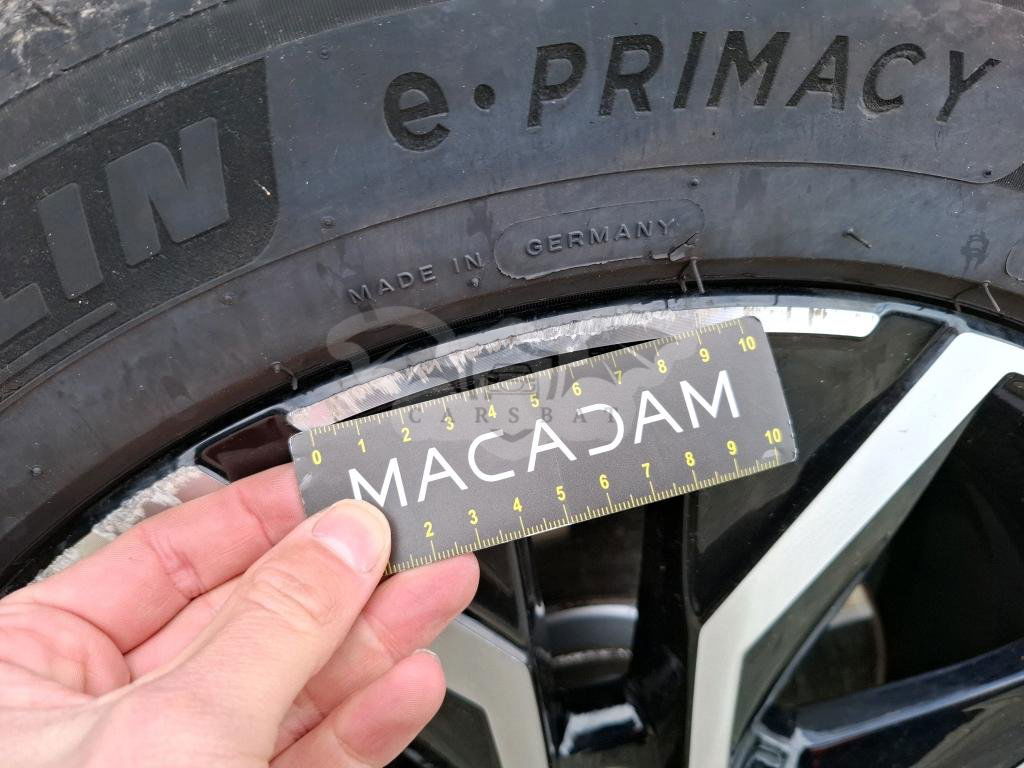 LIN
e·PRIMACY
MADE IN GERMANY
CARSBAT
0 1 2 3 4 5 6 7 8 9 10
MACADAM
2 3 4 5 6 7 8 9 10